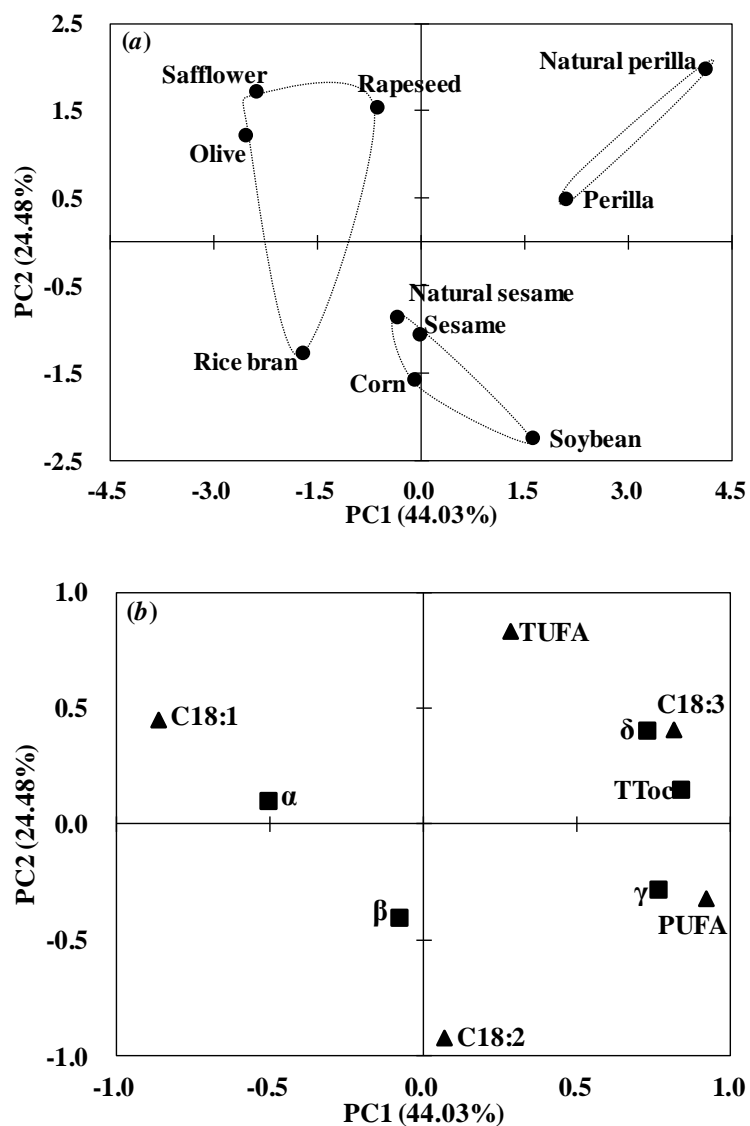 (a)
2.5
1.5
0.5
-0.5
-1.5
-2.5
PC2 (24.48%)
Safflower
Rapeseed
Natural perilla
Olive
Perilla
Natural sesame
Sesame
Rice bran
Corn
Soybean
-4.5 -3.0 -1.5 0.0 1.5 3.0 4.5
PC1 (44.03%)
(b)
1.0
0.5
0.0
-0.5
-1.0
PC2 (24.48%)
TUFA
C18:1
C18:3
δ
α
TToc
β
γ
PUFA
C18:2
-1.0 -0.5 0.0 0.5 1.0
PC1 (44.03%)